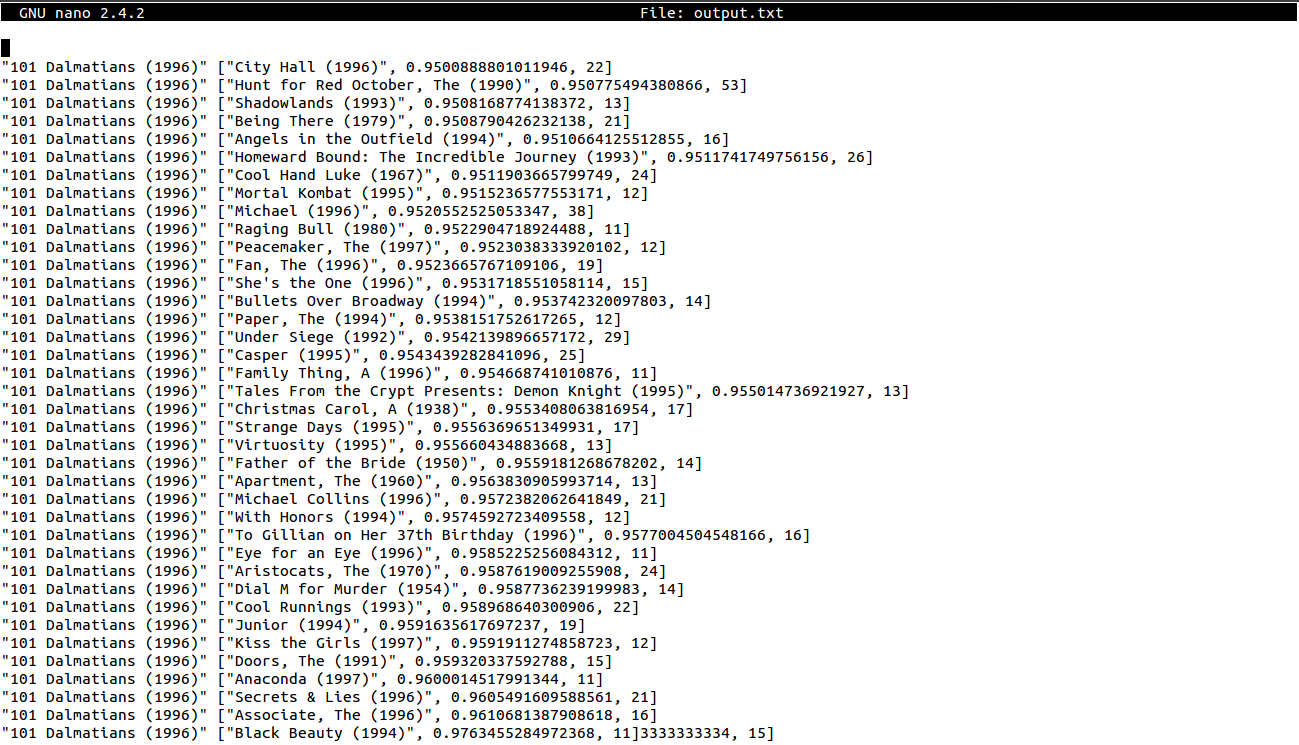 GNU nano 2.4.2 File: output.txt
"101 Dalmatians (1996)" ["City Hall (1996)", 0.9500888801011946, 22]
"101 Dalmatians (1996)" ["Hunt for Red October, The (1990)", 0.950775494380866, 53]
"101 Dalmatians (1996)" ["Shadowlands (1993)", 0.9508168774138372, 13]
"101 Dalmatians (1996)" ["Being There (1979)", 0.9508790426232138, 21]
"101 Dalmatians (1996)" ["Angels in the Outfield (1994)", 0.9510664125512855, 16]
"101 Dalmatians (1996)" ["Homeward Bound: The Incredible Journey (1993)", 0.9511741749756156, 26]
"101 Dalmatians (1996)" ["Cool Hand Luke (1967)", 0.9511903665799749, 24]
"101 Dalmatians (1996)" ["Mortal Kombat (1995)", 0.9515236577553171, 12]
"101 Dalmatians (1996)" ["Michael (1996)", 0.9520552525053347, 38]
"101 Dalmatians (1996)" ["Raging Bull (1980)", 0.9522904718924488, 11]
"101 Dalmatians (1996)" ["Peacemaker, The (1997)", 0.9523038333920102, 12]
"101 Dalmatians (1996)" ["Fan, The (1996)", 0.9523665767109106, 19]
"101 Dalmatians (1996)" ["She's the One (1996)", 0.9531718551058114, 15]
"101 Dalmatians (1996)" ["Bullets Over Broadway (1994)", 0.953742320097803, 14]
"101 Dalmatians (1996)" ["Paper, The (1994)", 0.9538151752617265, 12]
"101 Dalmatians (1996)" ["Under Siege (1992)", 0.9542139896657172, 29]
"101 Dalmatians (1996)" ["Casper (1995)", 0.9543439282841096, 25]
"101 Dalmatians (1996)" ["Family Thing, A (1996)", 0.954668741010876, 11]
"101 Dalmatians (1996)" ["Tales From the Crypt Presents: Demon Knight (1995)", 0.955014736921927, 13]
"101 Dalmatians (1996)" ["Christmas Carol, A (1938)", 0.9553408063816954, 17]
"101 Dalmatians (1996)" ["Strange Days (1995)", 0.9556369651349931, 17]
"101 Dalmatians (1996)" ["Virtuosity (1995)", 0.955660434883668, 13]
"101 Dalmatians (1996)" ["Father of the Bride (1950)", 0.9559181268678202, 14]
"101 Dalmatians (1996)" ["Apartment, The (1960)", 0.9563830905993714, 13]
"101 Dalmatians (1996)" ["Michael Collins (1996)", 0.9572382062641849, 21]
"101 Dalmatians (1996)" ["With Honors (1994)", 0.9574592723409558, 12]
"101 Dalmatians (1996)" ["To Gillian on Her 37th Birthday (1996)", 0.9577004504548166, 16]
"101 Dalmatians (1996)" ["Eye for an Eye (1996)", 0.9585225256084312, 11]
"101 Dalmatians (1996)" ["Aristocats, The (1970)", 0.9587619009255908, 24]
"101 Dalmatians (1996)" ["Dial M for Murder (1954)", 0.9587736239199983, 14]
"101 Dalmatians (1996)" ["Cool Runnings (1993)", 0.958968640300906, 22]
"101 Dalmatians (1996)" ["Junior (1994)", 0.9591635617697237, 19]
"101 Dalmatians (1996)" ["Kiss the Girls (1997)", 0.9591911274858723, 12]
"101 Dalmatians (1996)" ["Doors, The (1991)", 0.959320337592788, 15]
"101 Dalmatians (1996)" ["Anaconda (1997)", 0.9600014517991344, 11]
"101 Dalmatians (1996)" ["Secrets & Lies (1996)", 0.9605491609588561, 21]
"101 Dalmatians (1996)" ["Associate, The (1996)", 0.9610681387908618, 16]
"101 Dalmatians (1996)" ["Black Beauty (1994)", 0.9763455284972368, 11]3333333334, 15]